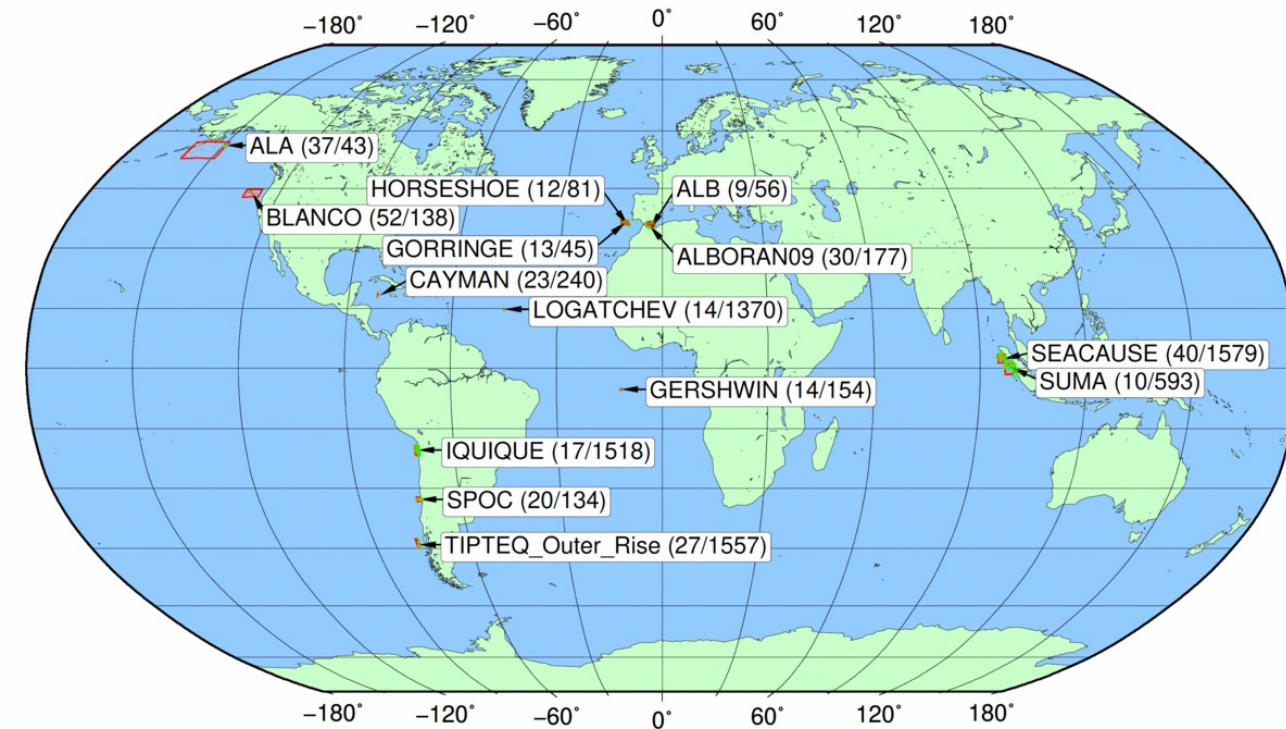 −180˚ −120˚ −60˚ 0˚ 60˚ 120˚ 180˚
ALA (37/43)
HORSESHOE (12/81)
ALB (9/56)
BLANCO (52/138)
GORRINGE (13/45)
ALBORAN09 (30/177)
CAYMAN (23/240)
LOGATCHEV (14/1370)
SEACAUSE (40/1579)
SUMA (10/593)
GERSHWIN (14/154)
IQUIQUE (17/1518)
SPOC (20/134)
TIPTEQ_Outer_Rise (27/1557)
−180˚ −120˚ −60˚ 0˚ 60˚ 120˚ 180˚